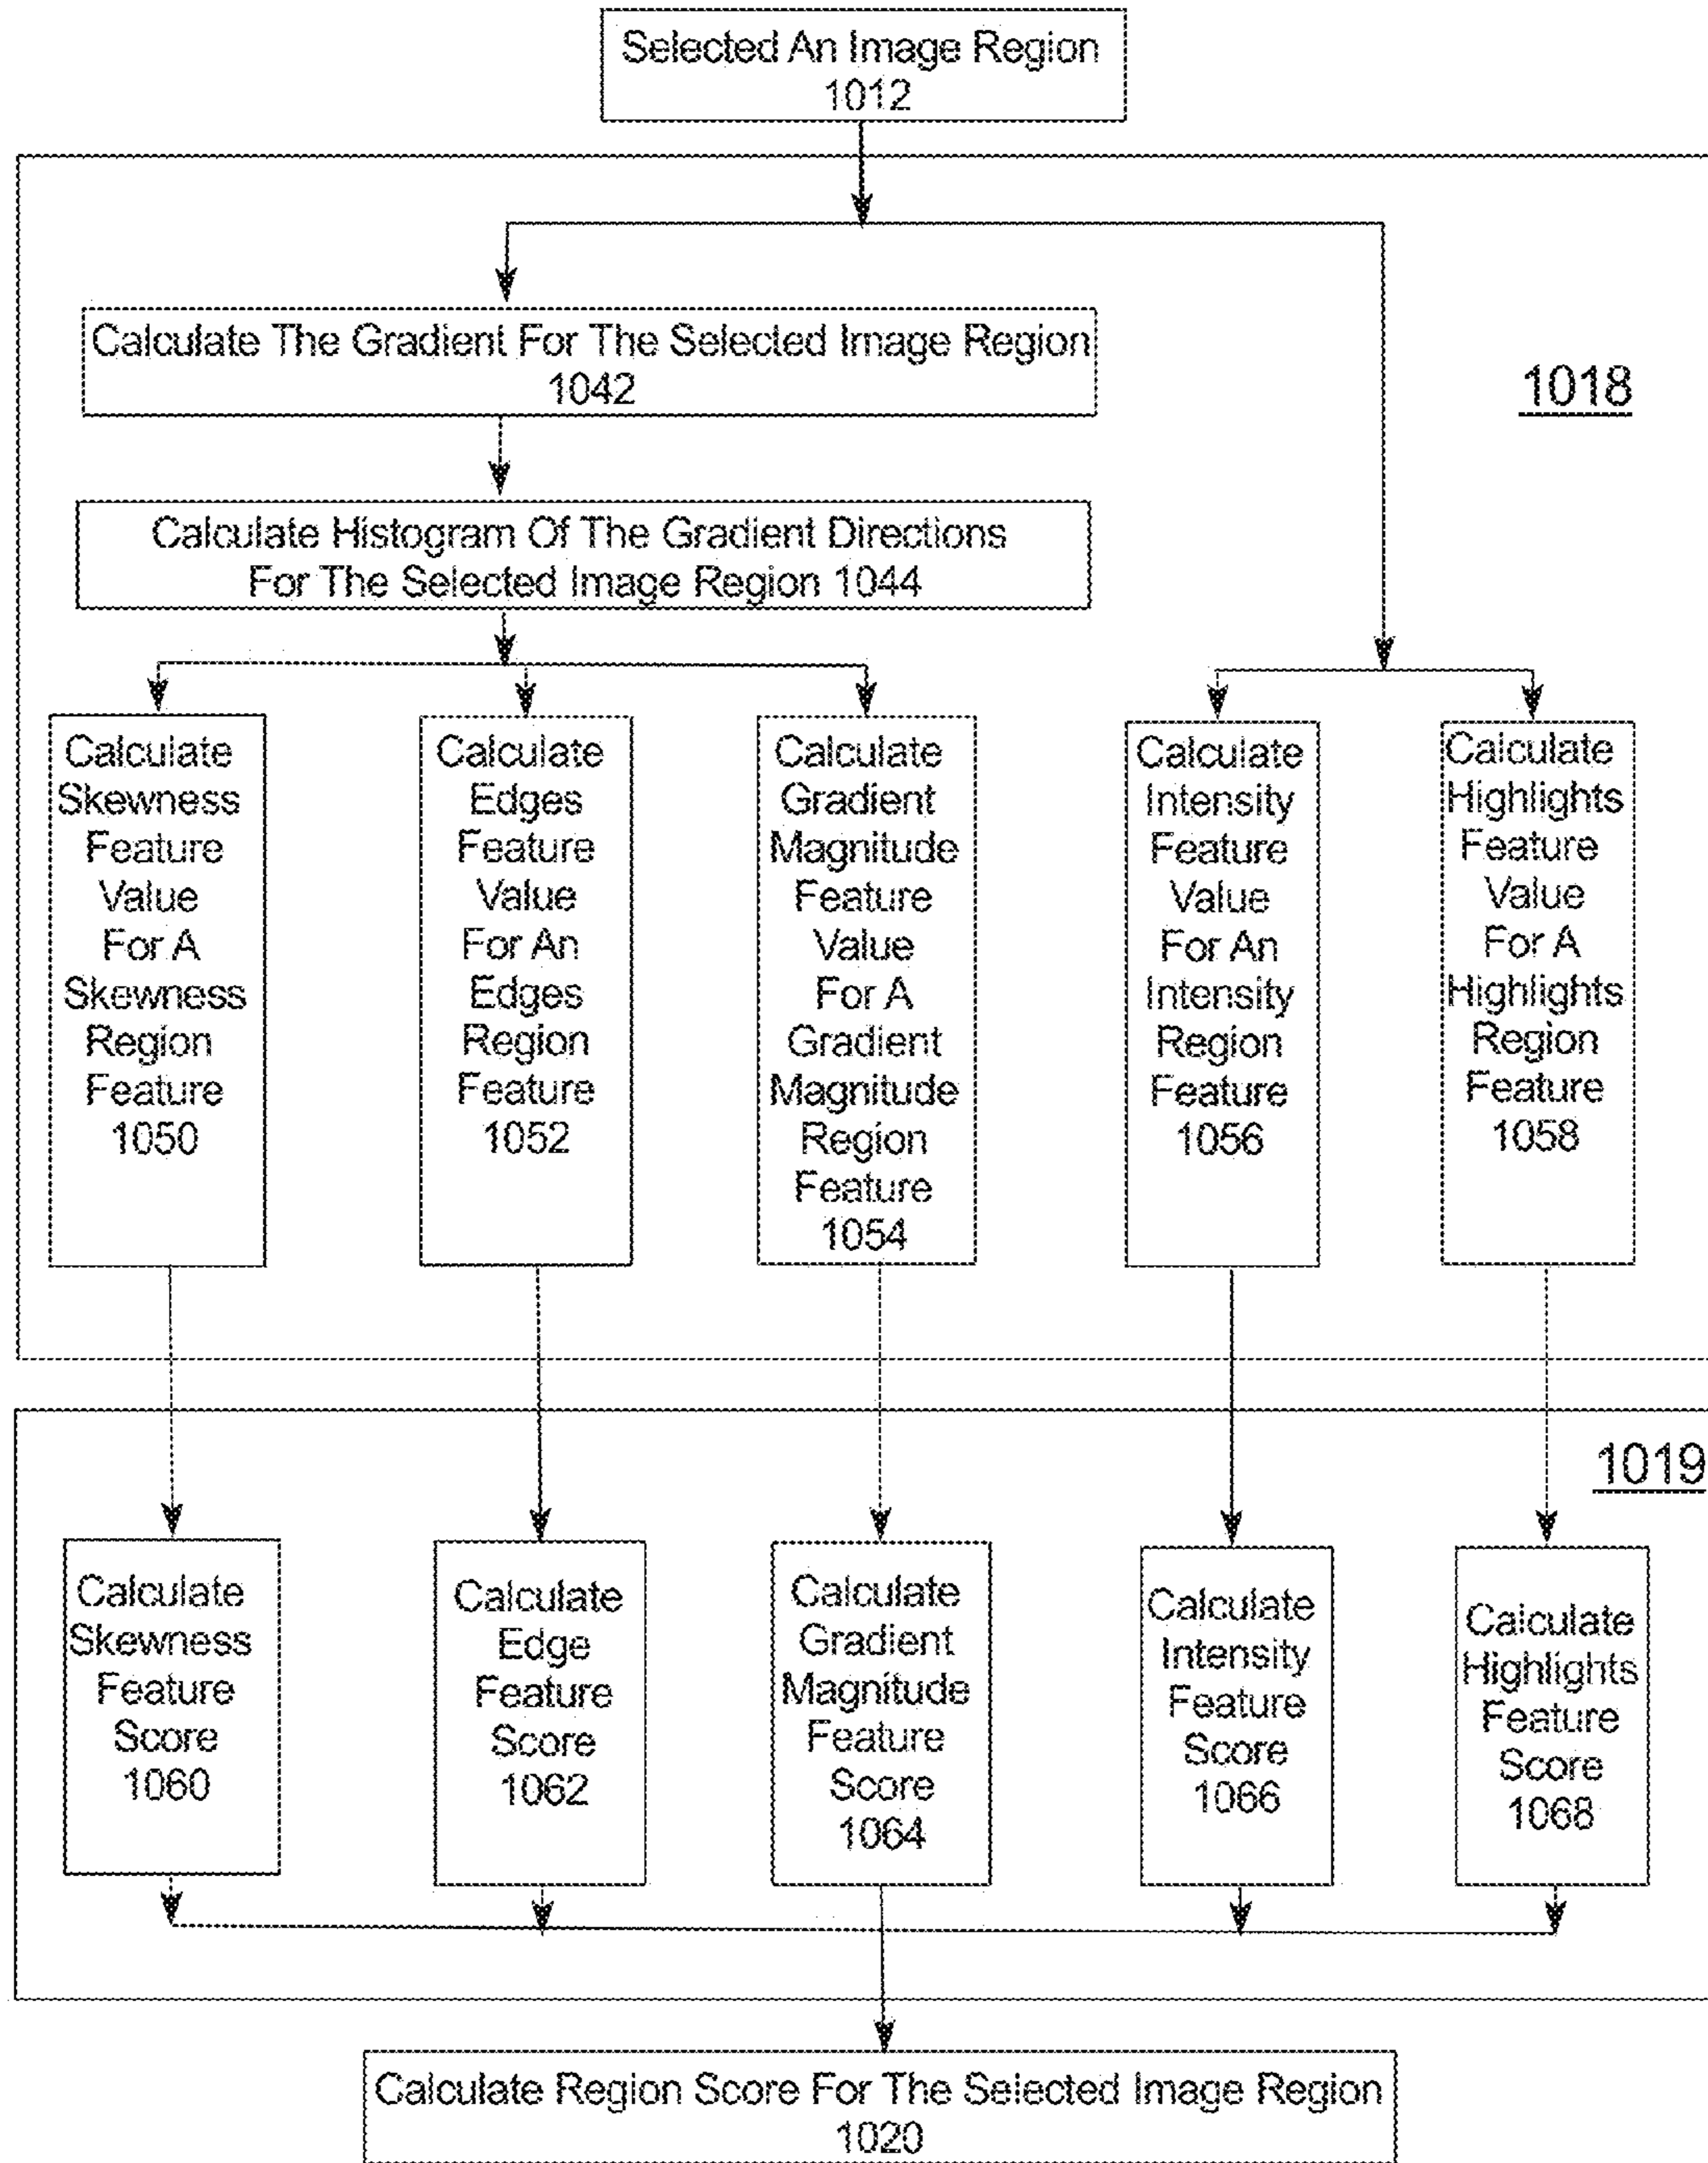 Selected An Image Region
1012
Calculate The Gradient For The Selected Image Region
1042
1018
Calculate Histogram Of The Gradient Directions
For The Selected Image Region 1044
Calculate
Skewness
Feature
Value
For A
Skewness
Region
Feature
1050
Calculate
Edges
Feature
Value
For An
Edges
Region
Feature
1052
Calculate
Gradient
Magnitude
Feature
Value
For A
Gradient
Magnitude
Region
Feature
1054
Calculate
Intensity
Feature
Value
For An
Intensity
Region
Feature
1056
Calculate
Highlights
Feature
Value
For A
Highlights
Region
Feature
1058
1019
Calculate
Skewness
Feature
Score
1060
Calculate
Edge
Feature
Score
1062
Calculate
Gradient
Magnitude
Feature
Score
1064
Calculate
Intensity
Feature
Score
1066
Calculate
Highlights
Feature
Score
1068
Calculate Region Score For The Selected Image Region
1020